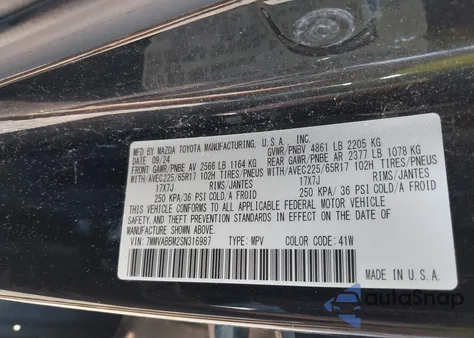 MFD BY MAZDA TOYOTA MANUFACTURING, U.S.A., INC.
DATE: 09/24 GVWR/PNBV 4861 LB 2205 KG
FRONT GAWR/PNBE AV 2566 LB 1164 KG REAR GAWR/PNBE AR 2377 LB 1078 KG
WITH/AVEC225/65R17 102H TIRES/PNEUS WITH/AVEC225/65R17 102H TIRES/PNEUS
17X7J RIMS/JANTES 17X7J RIMS/JANTES
250 KPA/ 36 PSI COLD/A FROID 250 KPA/ 36 PSI COLD/A FROID
THIS VEHICLE CONFORMS TO ALL APPLICABLE FEDERAL MOTOR VEHICLE
SAFETY AND THEFT PREVENTION STANDARDS IN EFFECT ON THE DATE OF
MANUFACTURE SHOWN ABOVE.
VIN: 7MMVABBM2SN316987 TYPE: MPV COLOR CODE: 41W
MADE IN U.S.A.
autoSnap